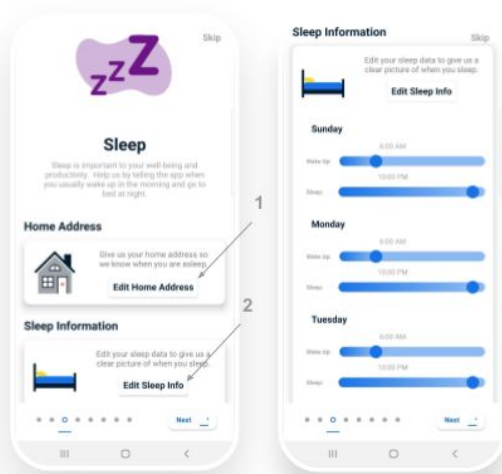 Skip
zzZ
Sleep
Sleep is important to your well-being and
productivity. Help us by telling the app when
you usually wake up in the morning and go to
bed at night.
Home Address
Give us your home address so
we know when you are asleep.
Edit Home Address
Sleep Information
Edit your sleep data to give us a
clear picture of when you sleep.
Edit Sleep Info
Next
1
2
Sleep Information
Skip
Edit your sleep data to give us a
clear picture of when you sleep.
Edit Sleep Info
Sunday
6:00 AM
Wake Up:
10:00 PM
Sleep:
Monday
6:00 AM
Wake Up:
10:00 PM
Sleep:
Tuesday
6:00 AM
Wake Up:
10:00 PM
Sleep:
Next